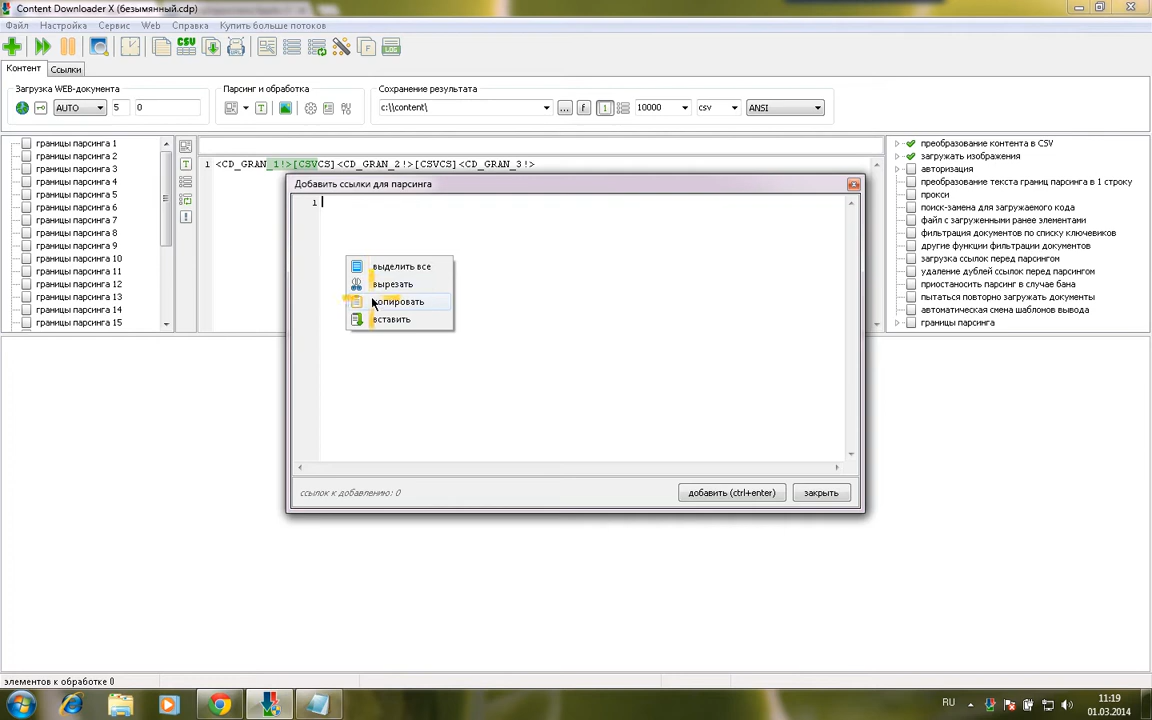 Content Downloader X (безымянный.cdp)
Файл Настройка Сервис Web Справка Купить больше потоков
CSV
LOG
Контент Ссылки
Загрузка WEB-документа Парсинг и обработка Сохранение результата
AUTO 5 0 T c:\\content\ ... f 1 10000 csv ANSI
границы парсинга 1
границы парсинга 2
границы парсинга 3
границы парсинга 4
границы парсинга 5
границы парсинга 6
границы парсинга 7
границы парсинга 8
границы парсинга 9
границы парсинга 10
границы парсинга 11
границы парсинга 12
границы парсинга 13
границы парсинга 14
границы парсинга 15
1 <CD_GRAN_1!>[CSVCS]<CD_GRAN_2!>[CSVCS]<CD_GRAN_3!>
Добавить ссылки для парсинга
1
выделить все
вырезать
копировать
вставить
ссылок к добавлению: 0
добавить (ctrl+enter) закрыть
преобразование контента в CSV
загружать изображения
авторизация
преобразование текста границ парсинга в 1 строку
прокси
поиск-замена для загружаемого кода
файл с загруженными ранее элементами
фильтрация документов по списку ключевиков
другие функции фильтрации документов
загрузка ссылок перед парсингом
удаление дублей ссылок перед парсингом
приостоносить парсинг в случае бана
пытаться повторно загружать документы
автоматическая смена шаблонов вывода
границы парсинга
элементов к обработке 0
RU
11:19
01.03.2014